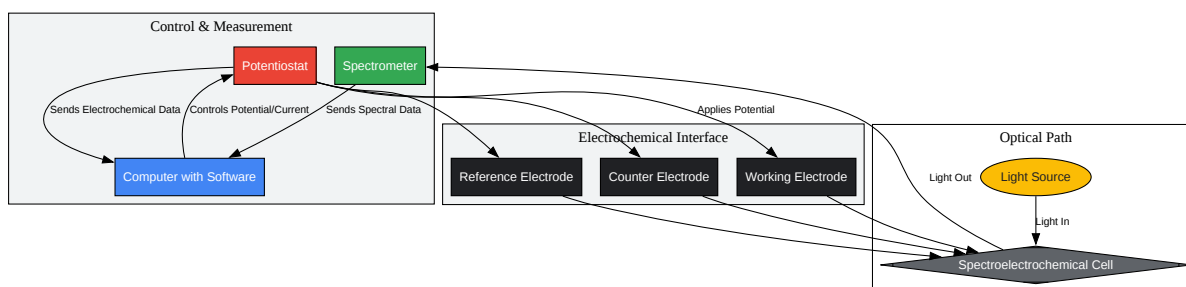 Control & Measurement
Potentiostat
Spectrometer
Sends Electrochemical Data
Controls Potential/Current
Sends Spectral Data
Applies Potential
Computer with Software
Electrochemical Interface
Reference Electrode
Counter Electrode
Working Electrode
Optical Path
Light Source
Light Out
Light In
Spectroelectrochemical Cell